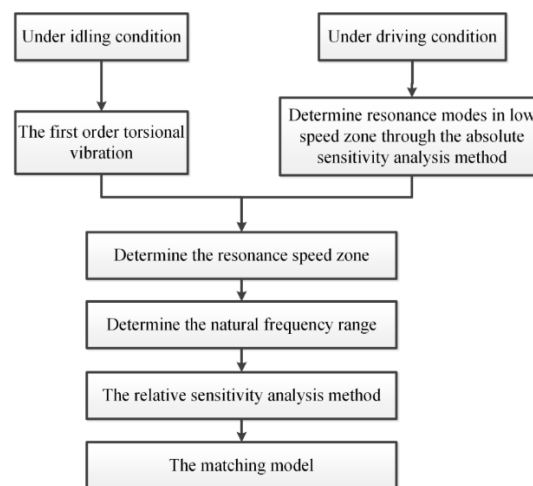 Under idling condition
Under driving condition
The first order torsional
vibration
Determine resonance modes in low
speed zone through the absolute
sensitivity analysis method
Determine the resonance speed zone
Determine the natural frequency range
The relative sensitivity analysis method
The matching model